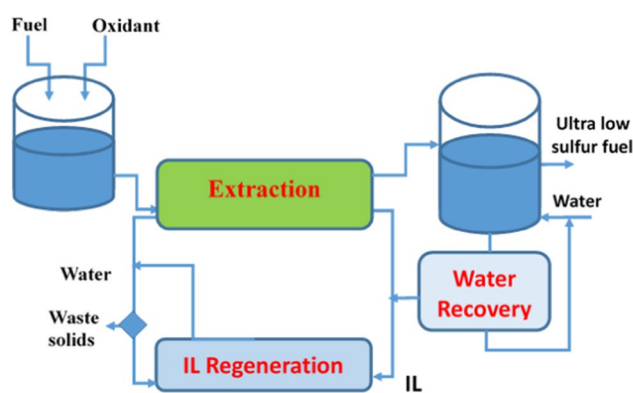 Fuel
Oxidant
Extraction
Ultra low
sulfur fuel
Water
Water
Recovery
Water
Waste
solids
IL Regeneration
IL